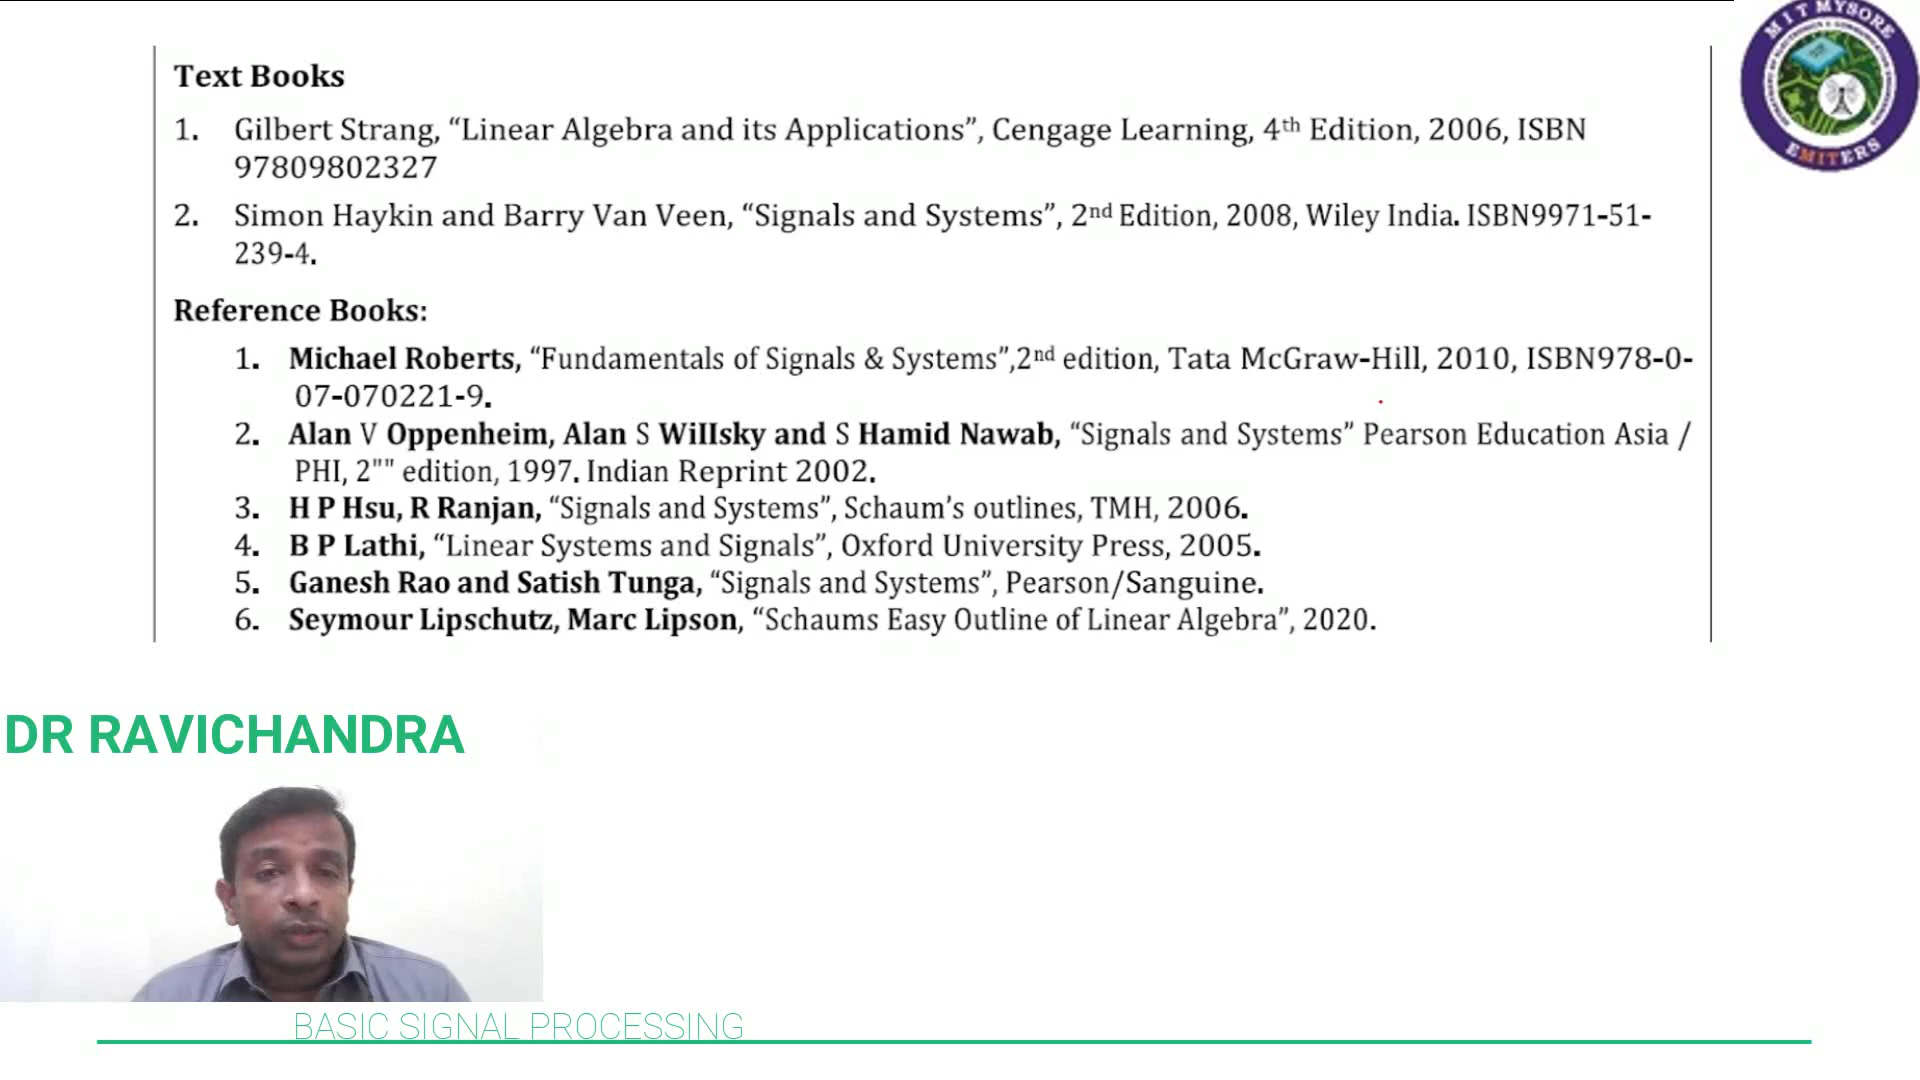 MIT MYSORE
EMITERS
Text Books
1. Gilbert Strang, “Linear Algebra and its Applications”, Cengage Learning, 4th Edition, 2006, ISBN
97809802327
2. Simon Haykin and Barry Van Veen, “Signals and Systems”, 2nd Edition, 2008, Wiley India. ISBN9971-51-
239-4.
Reference Books:
1. Michael Roberts, “Fundamentals of Signals & Systems”,2nd edition, Tata McGraw-Hill, 2010, ISBN978-0-
07-070221-9.
2. Alan V Oppenheim, Alan S WiIIsky and S Hamid Nawab, “Signals and Systems” Pearson Education Asia /
PHI, 2"" edition, 1997. Indian Reprint 2002.
3. H P Hsu, R Ranjan, “Signals and Systems”, Schaum’s outlines, TMH, 2006.
4. B P Lathi, “Linear Systems and Signals”, Oxford University Press, 2005.
5. Ganesh Rao and Satish Tunga, “Signals and Systems”, Pearson/Sanguine.
6. Seymour Lipschutz, Marc Lipson, “Schaums Easy Outline of Linear Algebra”, 2020.
DR RAVICHANDRA
BASIC SIGNAL PROCESSING